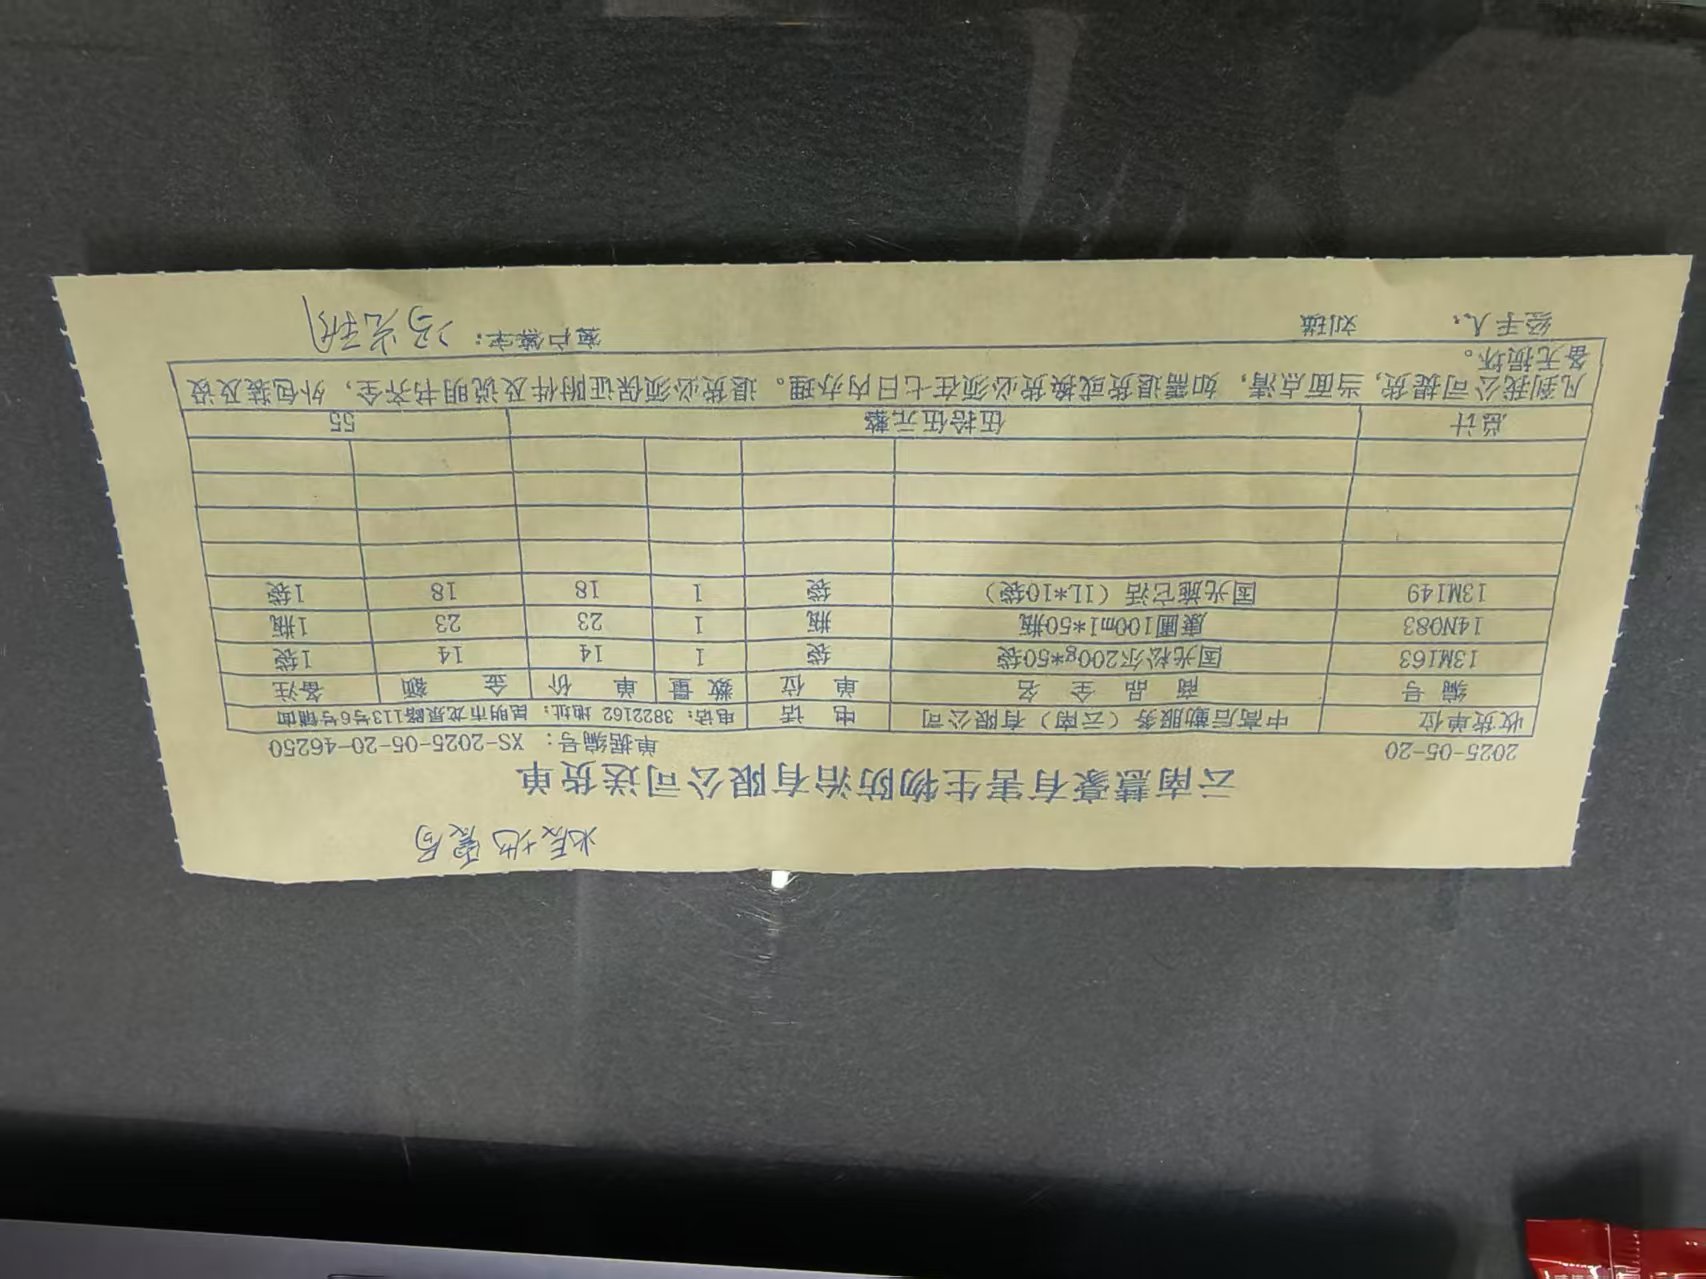 地震局
云南慧豪有害生物防治有限公司送货单
2025-05-20 单据编号: XS-2025-05-20-46250
收货单位 中高后勤服务（云南）有限公司 电话 电话: 3822162 地址: 昆明市龙泉路113号6号铺面
编号 商品全名 单位 数量 单价 金额 备注
13M163 国光松尔200g*50袋 袋 1 14 14 1袋
14N083 康圃100ml*50瓶 瓶 1 23 23 1瓶
13M149 国光施它活（1L*10袋） 袋 1 18 18 1袋
总计 伍拾伍元整 55
凡到我公司提货，当面点清，如需退货或换货必须在七日内办理。退货必须保证附件及说明书齐全，外包装及设
备无损坏。
经手人: 刘瑛 客户签字: